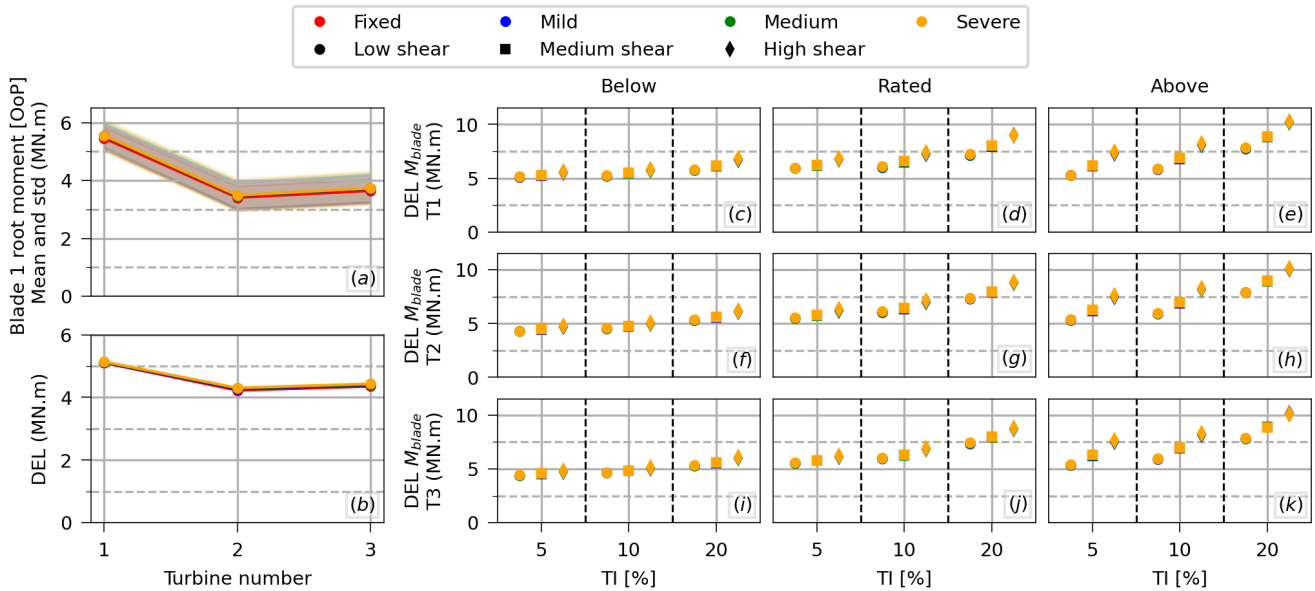 Fixed Mild Medium Severe
Low shear Medium shear High shear
Blade 1 root moment [OoP]
Mean and std (MN.m)
6
4
2
0
(a)
DEL (MN.m)
6
4
2
0
(b)
1 2 3
Turbine number
Below Rated Above
DEL M_blade
T1 (MN.m)
10
5
0
(c) (d) (e)
DEL M_blade
T2 (MN.m)
10
5
0
(f) (g) (h)
DEL M_blade
T3 (MN.m)
10
5
0
(i) (j) (k)
5 10 20 5 10 20 5 10 20
TI [%] TI [%] TI [%]